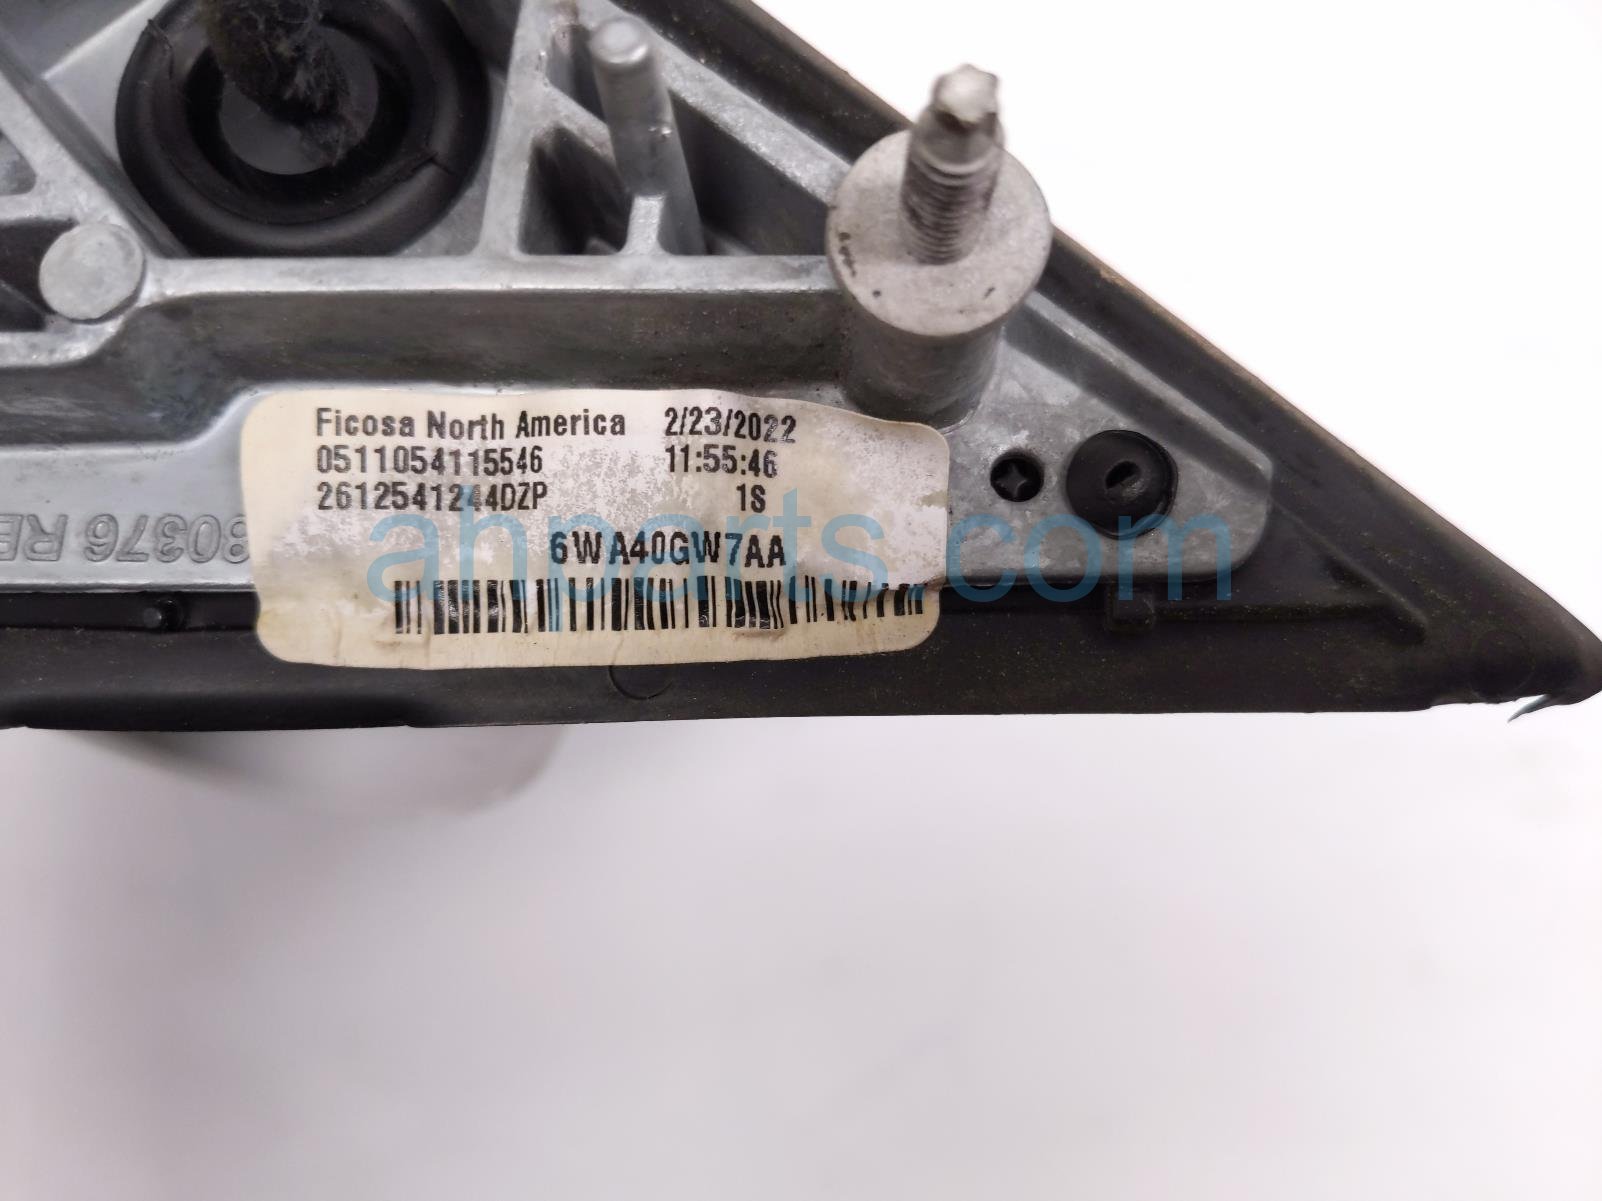 Ficosa North America 2/23/2022
0511054115546 11:55:46
2612541244DZP 1S
6WA40GW7AA
ahparts.com
80376 RE